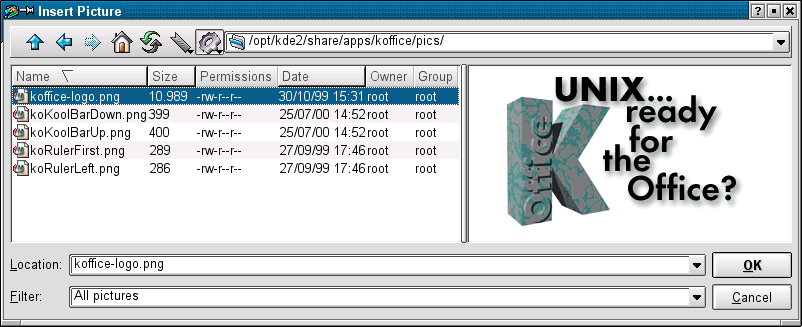 Insert Picture
/opt/kde2/share/apps/koffice/pics/
Name Size Permissions Date Owner Group
koffice-logo.png 10.989 -rw-r--r-- 30/10/99 15:31 root root
koKoolBarDown.png 399 -rw-r--r-- 25/07/00 14:52 root root
koKoolBarUp.png 400 -rw-r--r-- 25/07/00 14:52 root root
koRulerFirst.png 289 -rw-r--r-- 27/09/99 17:46 root root
koRulerLeft.png 286 -rw-r--r-- 27/09/99 17:46 root root
UNIX...
ready
for
the
Office?
K
Office
Location: koffice-logo.png OK
Filter: All pictures Cancel